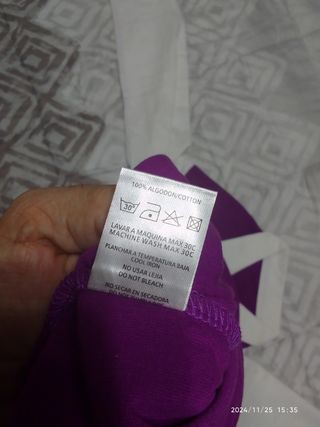 100% ALGODON/COTTON
30°
LAVAR A MAQUINA MAX 30C
MACHINE WASH MAX 30C
PLANCHAR A TEMPERATURA BAJA
COOL IRON
NO USAR LEJIA
DO NOT BLEACH
NO SECAR EN SECADORA
2024/11/25 15:35